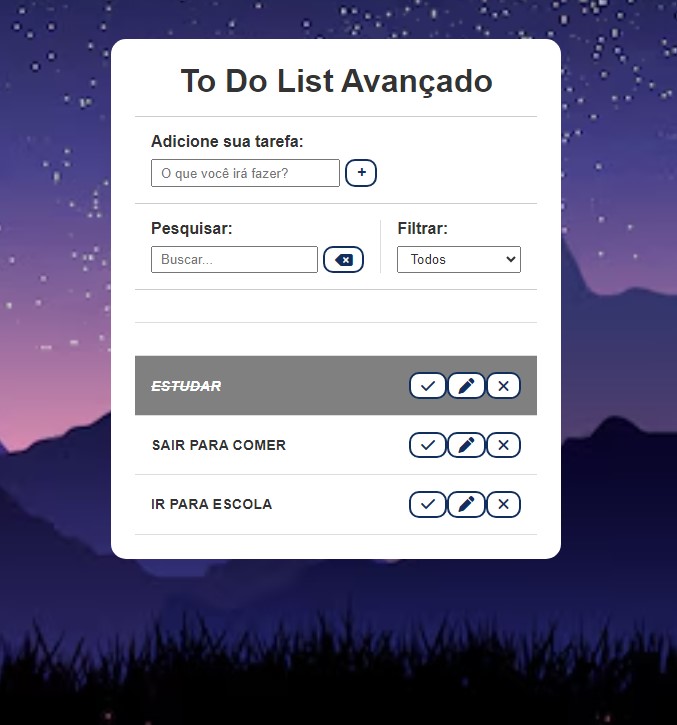 To Do List Avançado
Adicione sua tarefa:
O que você irá fazer?
+
Pesquisar:
Filtrar:
Buscar...
Todos
ESTUDAR
SAIR PARA COMER
IR PARA ESCOLA